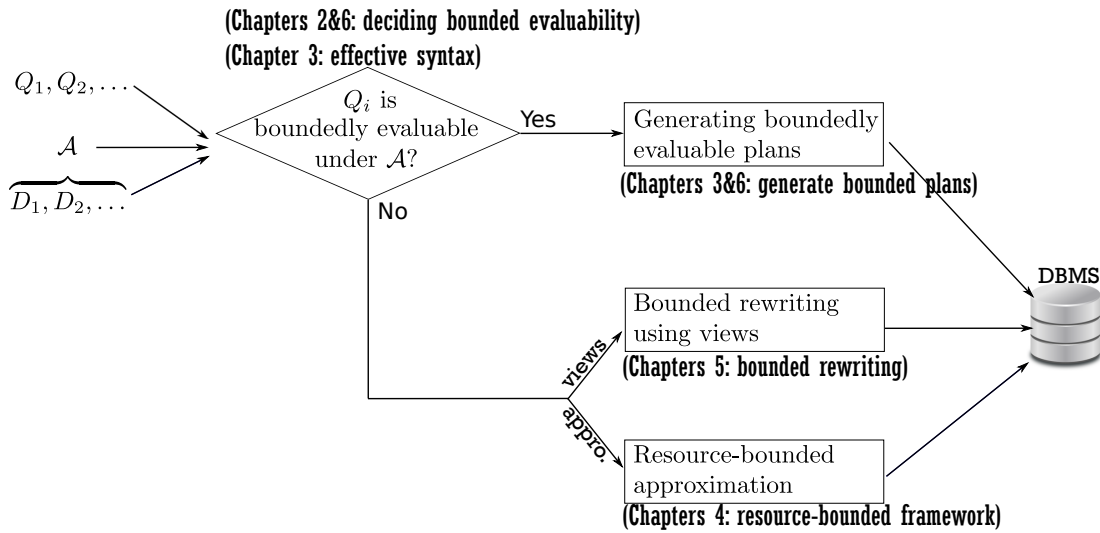 (Chapters 2&6: deciding bounded evaluability)
(Chapter 3: effective syntax)
Q₁, Q₂, . . .
𝒜
D₁, D₂, . . .
Qᵢ is
boundedly evaluable
under 𝒜?
Yes
No
Generating boundedly
evaluable plans
(Chapters 3&6: generate bounded plans)
DBMS
views
Bounded rewriting
using views
(Chapters 5: bounded rewriting)
appro.
Resource-bounded
approximation
(Chapters 4: resource-bounded framework)